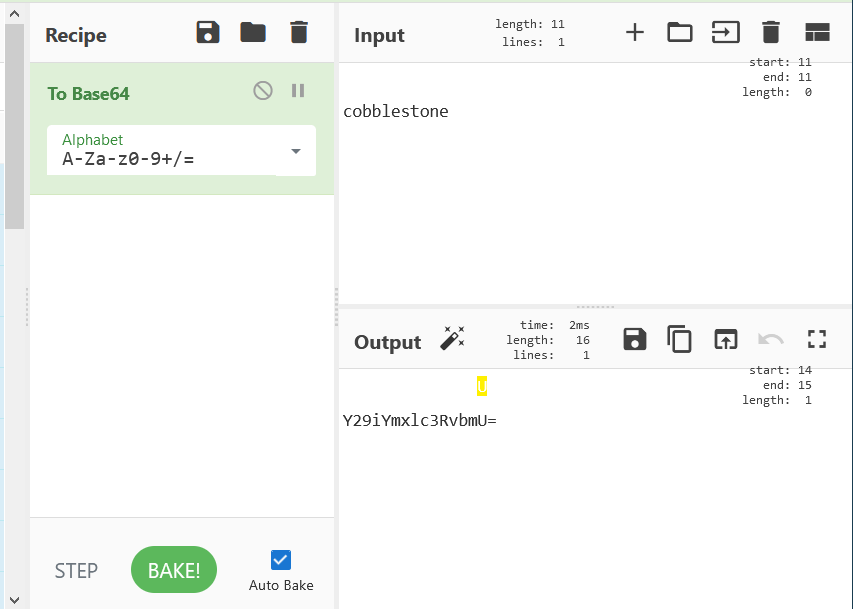 Recipe
To Base64
Alphabet
A-Za-z0-9+/=
STEP
BAKE!
Auto Bake
Input
length: 11
lines: 1
start: 11
end: 11
length: 0
cobblestone
Output
time: 2ms
length: 16
lines: 1
start: 14
end: 15
length: 1
U
Y29iYmxlc3RvbmU=